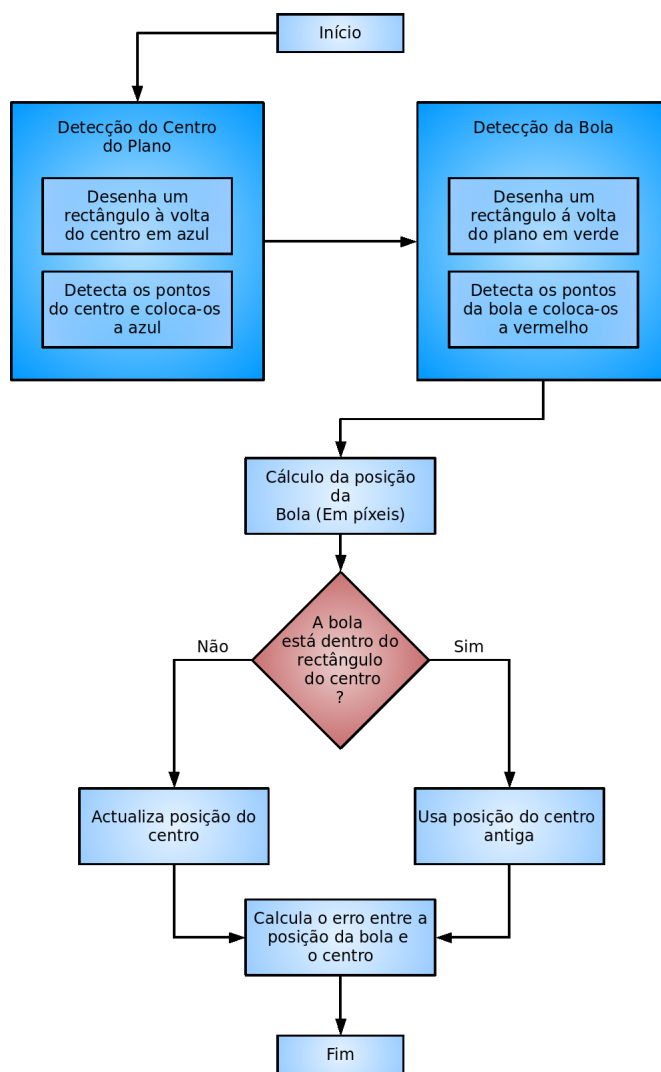 Início
Detecção do Centro
do Plano
Desenha um
rectângulo à volta
do centro em azul
Detecta os pontos
do centro e coloca-os
a azul
Detecção da Bola
Desenha um
rectângulo á volta
do plano em verde
Detecta os pontos
da bola e coloca-os
a vermelho
Cálculo da posição
da
Bola (Em píxeis)
A bola
está dentro do
rectângulo
do centro
?
Não
Sim
Actualiza posição do
centro
Usa posição do centro
antiga
Calcula o erro entre a
posição da bola e
o centro
Fim